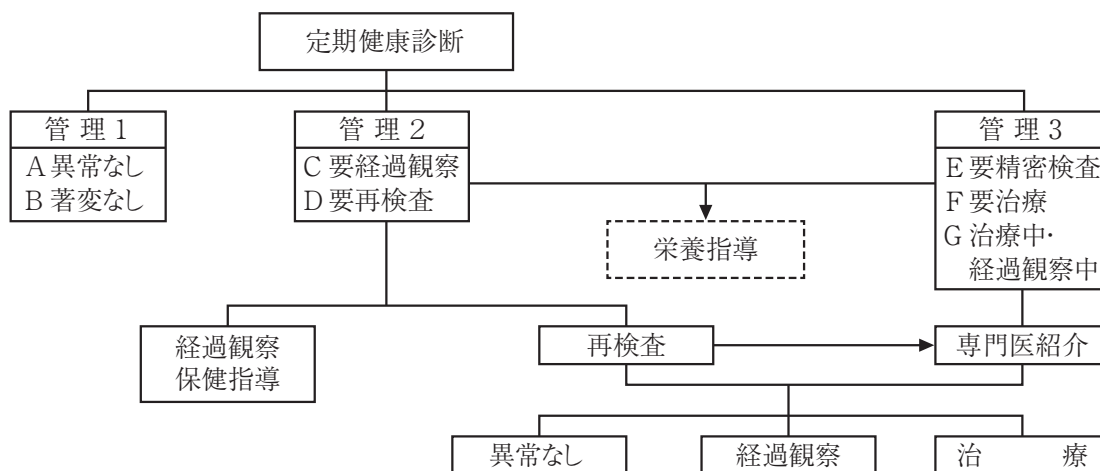 定期健康診断
管理1
A 異常なし
B 著変なし
管理2
C 要経過観察
D 要再検査
管理3
E 要精密検査
F 要治療
G 治療中・
経過観察中
栄養指導
経過観察
保健指導
再検査
専門医紹介
異常なし
経過観察
治療